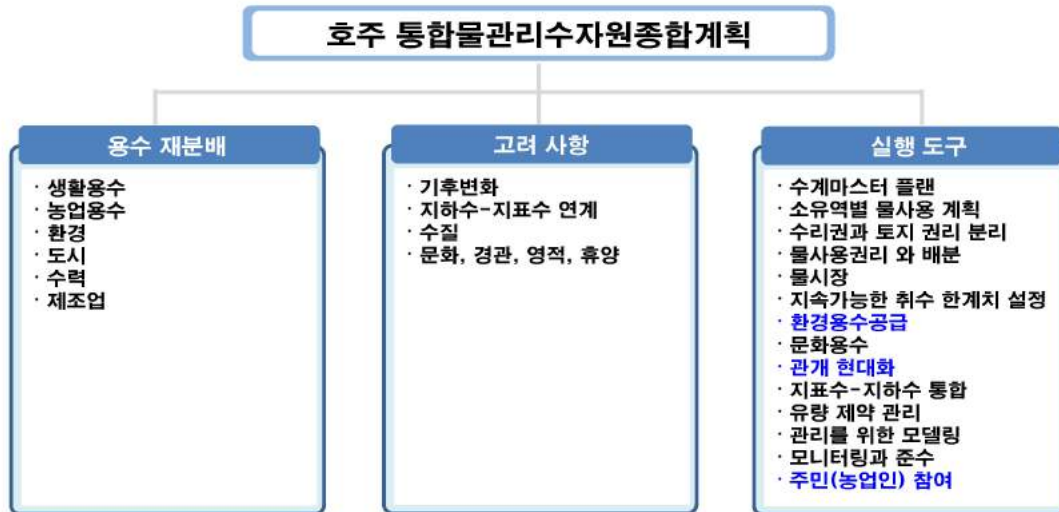 호주 통합물관리수자원종합계획
용수 재분배
· 생활용수
· 농업용수
· 환경
· 도시
· 수력
· 제조업
고려 사항
· 기후변화
· 지하수-지표수 연계
· 수질
· 문화, 경관, 영적, 휴양
실행 도구
· 수계마스터 플랜
· 소유역별 물사용 계획
· 수리권과 토지 권리 분리
· 물사용권리 와 배분
· 물시장
· 지속가능한 취수 한계치 설정
· 환경용수공급
· 문화용수
· 관개 현대화
· 지표수-지하수 통합
· 유량 제약 관리
· 관리를 위한 모델링
· 모니터링과 준수
· 주민(농업인) 참여